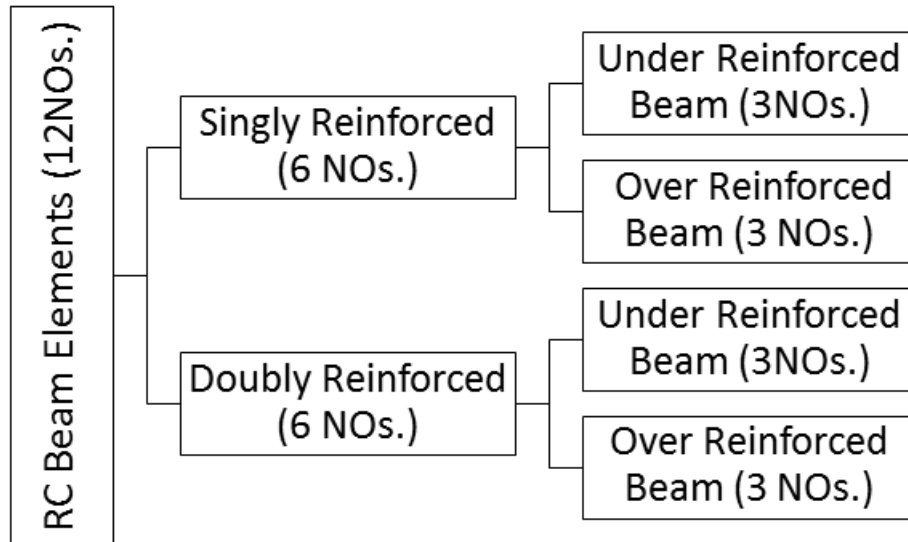 RC Beam Elements (12NOs.)
Singly Reinforced
(6 NOs.)
Under Reinforced
Beam (3NOs.)
Over Reinforced
Beam (3 NOs.)
Doubly Reinforced
(6 NOs.)
Under Reinforced
Beam (3NOs.)
Over Reinforced
Beam (3 NOs.)